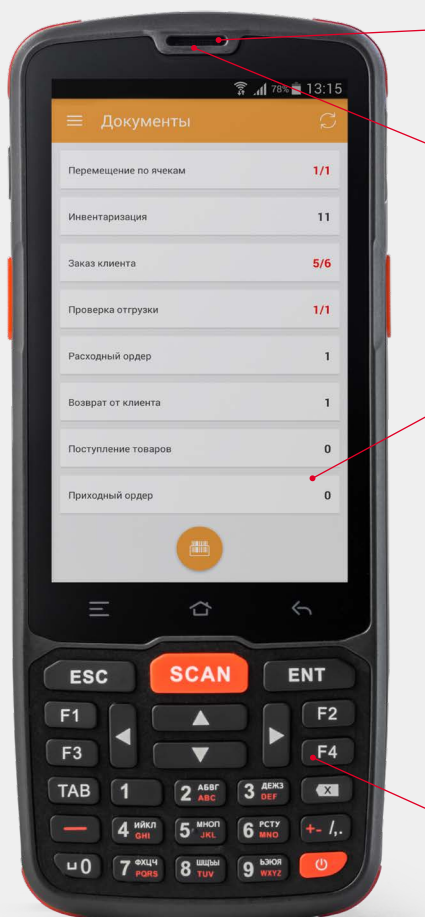 78% 13:15
Документы
Перемещение по ячекам 1/1
Инвентаризация 11
Заказ клиента 5/6
Проверка отгрузки 1/1
Расходный ордер 1
Возврат от клиента 1
Поступление товаров 0
Приходный ордер 0
ESC SCAN ENT
F1 F2
F3 F4
TAB 1 2 АБВГ ABC 3 ДЕЖЗ DEF
4 ИЙКЛ GHI 5 МНОП JKL 6 РСТУ MNO +- /,.
0 7 ФХЦЧ PQRS 8 ШЩЪЫ TUV 9 ЬЭЮЯ WXYZ